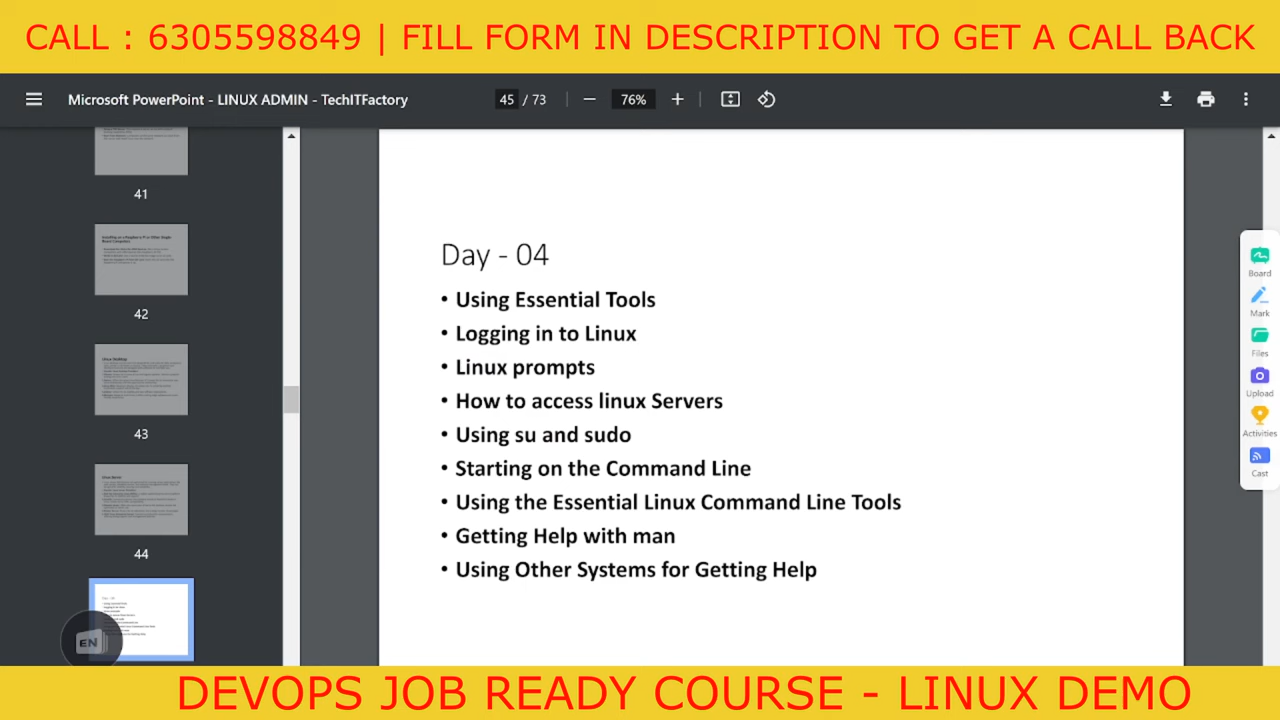 CALL : 6305598849 | FILL FORM IN DESCRIPTION TO GET A CALL BACK
Microsoft PowerPoint - LINUX ADMIN - TechITFactory
45 / 73
76%
41
42
43
44
EN
Day - 04
• Using Essential Tools
• Logging in to Linux
• Linux prompts
• How to access linux Servers
• Using su and sudo
• Starting on the Command Line
• Using the Essential Linux Command Line Tools
• Getting Help with man
• Using Other Systems for Getting Help
Board
Mark
Files
Upload
Activities
Cast
DEVOPS JOB READY COURSE - LINUX DEMO